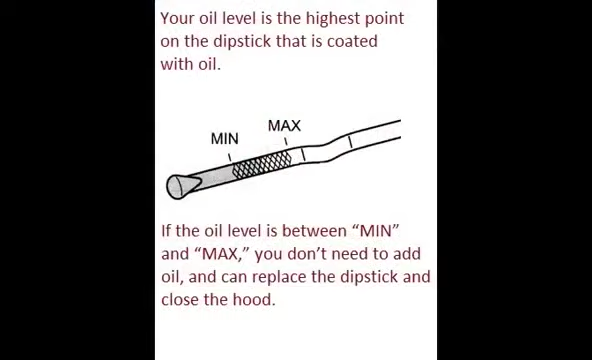 Your oil level is the highest point
on the dipstick that is coated
with oil.
MIN MAX
If the oil level is between “MIN”
and “MAX,” you don’t need to add
oil, and can replace the dipstick and
close the hood.